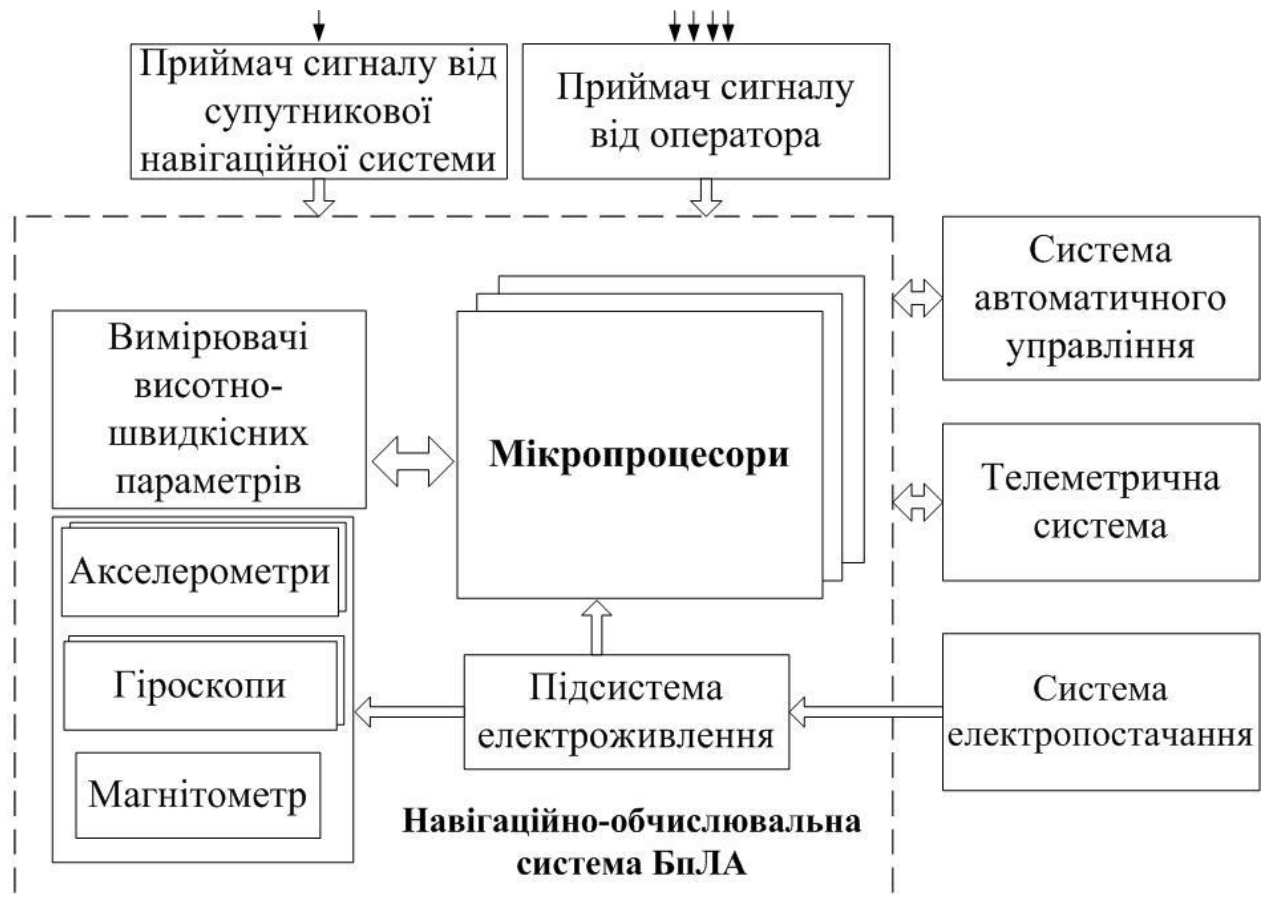 Приймач сигналу від
супутникової
навігаційної системи
Приймач сигналу
від оператора
Система
автоматичного
управління
Вимірювачі
висотно-
швидкісних
параметрів
Мікропроцесори
Телеметрична
система
Акселерометри
Гіроскопи
Магнітометр
Підсистема
електроживлення
Система
електропостачання
Навігаційно-обчислювальна
система БпЛА